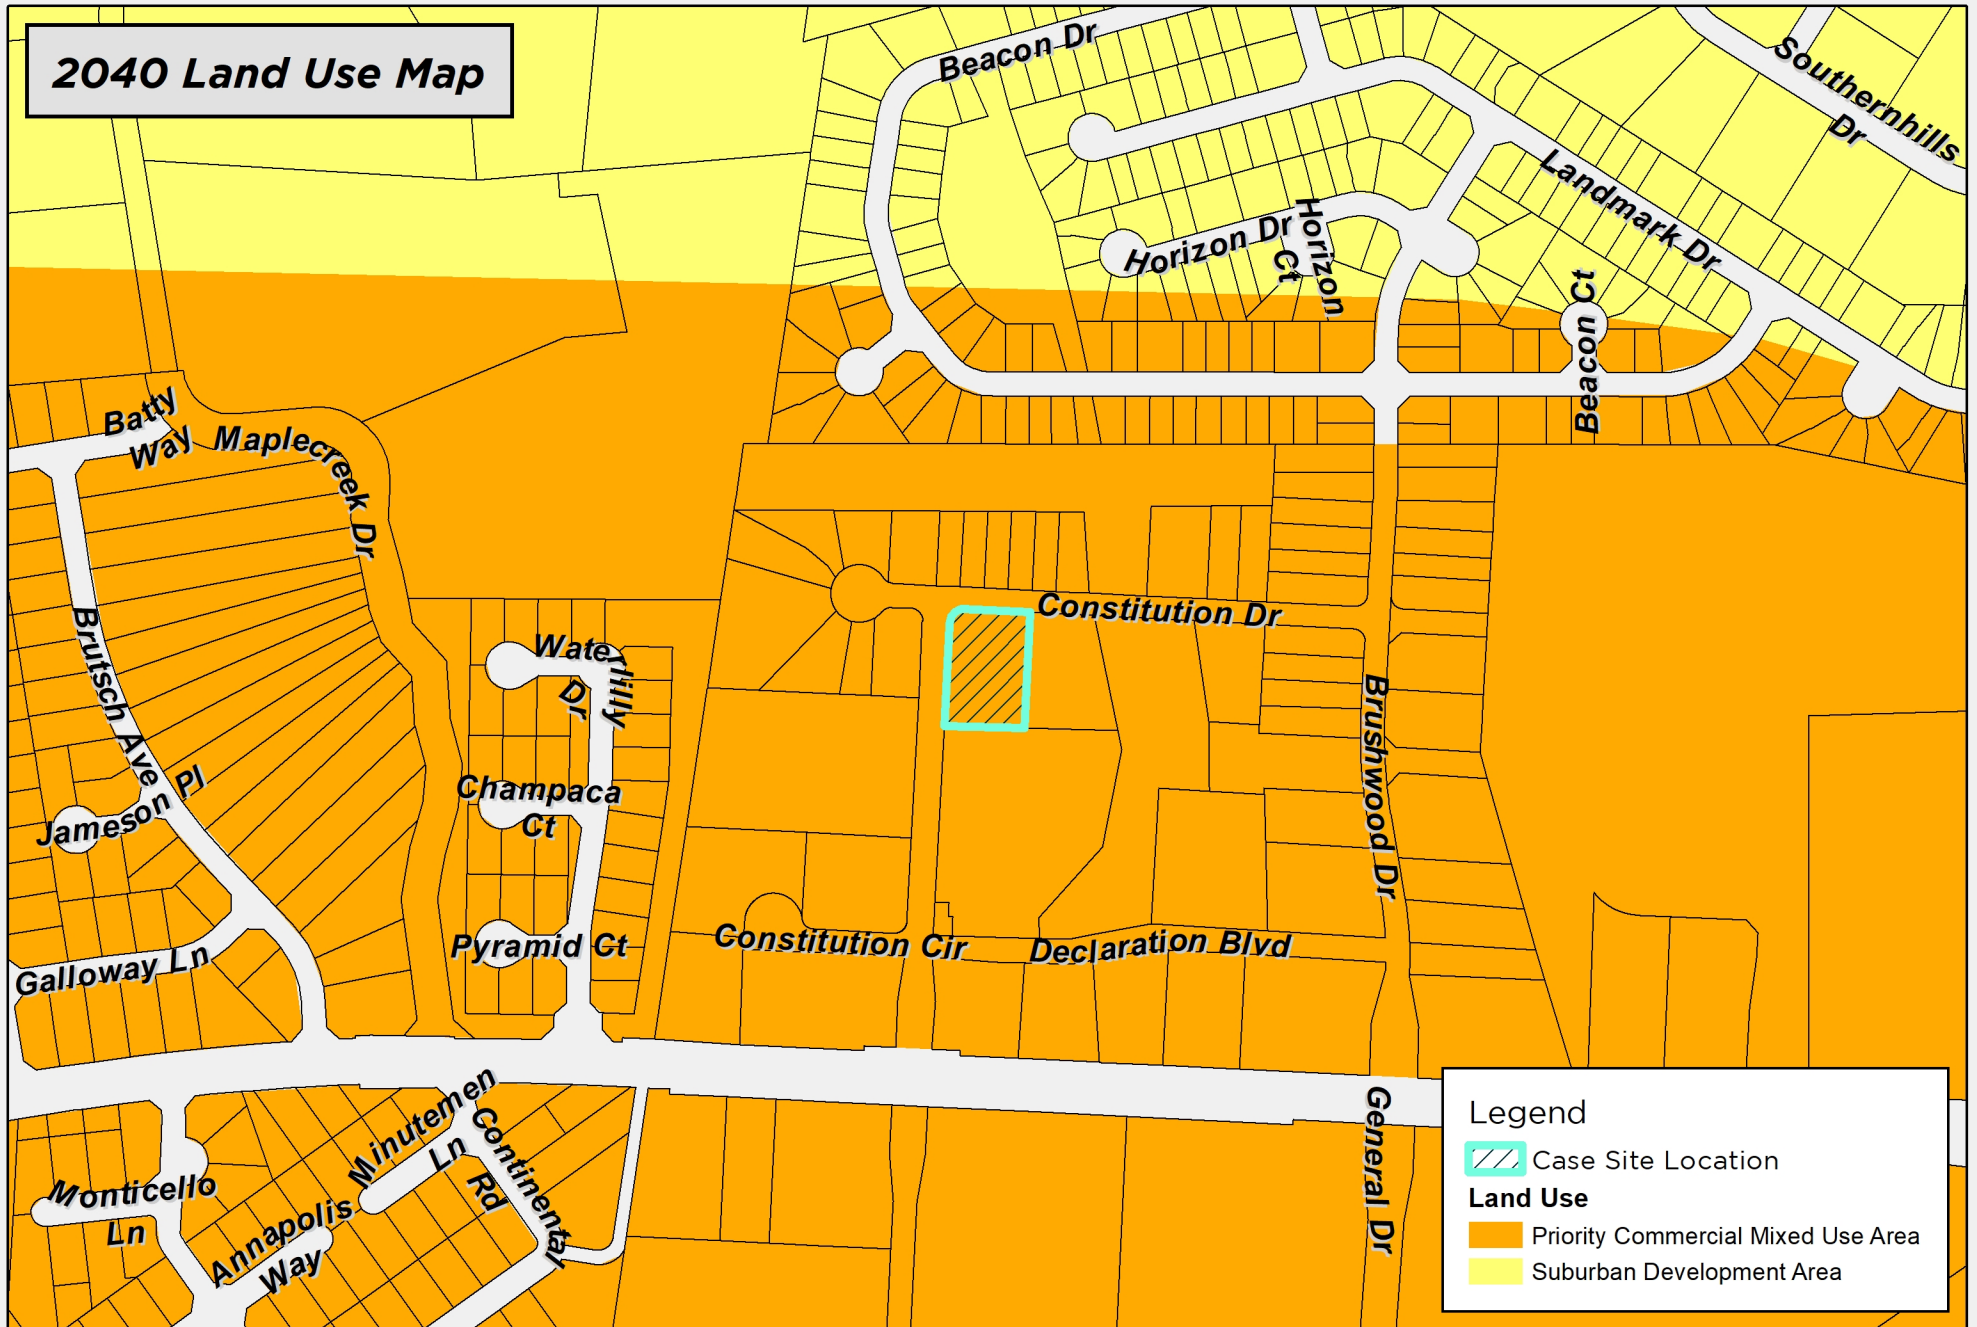 2040 Land Use Map
Beacon Dr
Southernhills
Dr
Landmark Dr
Horizon Dr
Horizon
Ct
Beacon Ct
Batty
Way
Maplecreek Dr
Constitution Dr
Waterlilly
Dr
Brutsch Ave
Brushwood Dr
Jameson Pl
Champaca
Ct
Pyramid Ct
Constitution Cir
Declaration Blvd
Galloway Ln
Minutemen
Ln
Continental
Rd
General Dr
Monticello
Ln
Annapolis
Way
Legend
Case Site Location
Land Use
Priority Commercial Mixed Use Area
Suburban Development Area